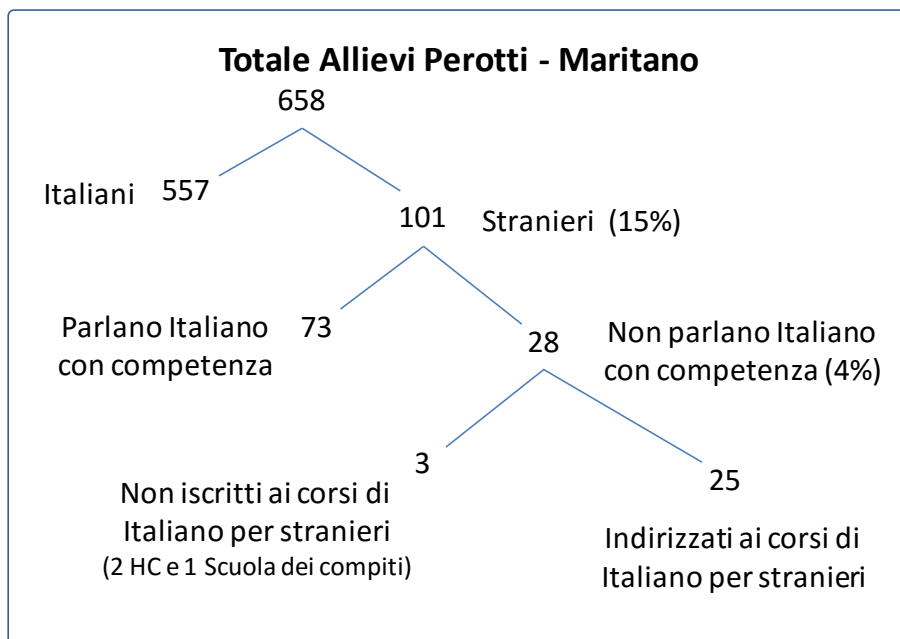 Totale Allievi Perotti - Maritano
658
Italiani 557
101 Stranieri (15%)
Parlano Italiano
con competenza
73
28
Non parlano Italiano
con competenza (4%)
3
Non iscritti ai corsi di
Italiano per stranieri
(2 HC e 1 Scuola dei compiti)
25
Indirizzati ai corsi di
Italiano per stranieri